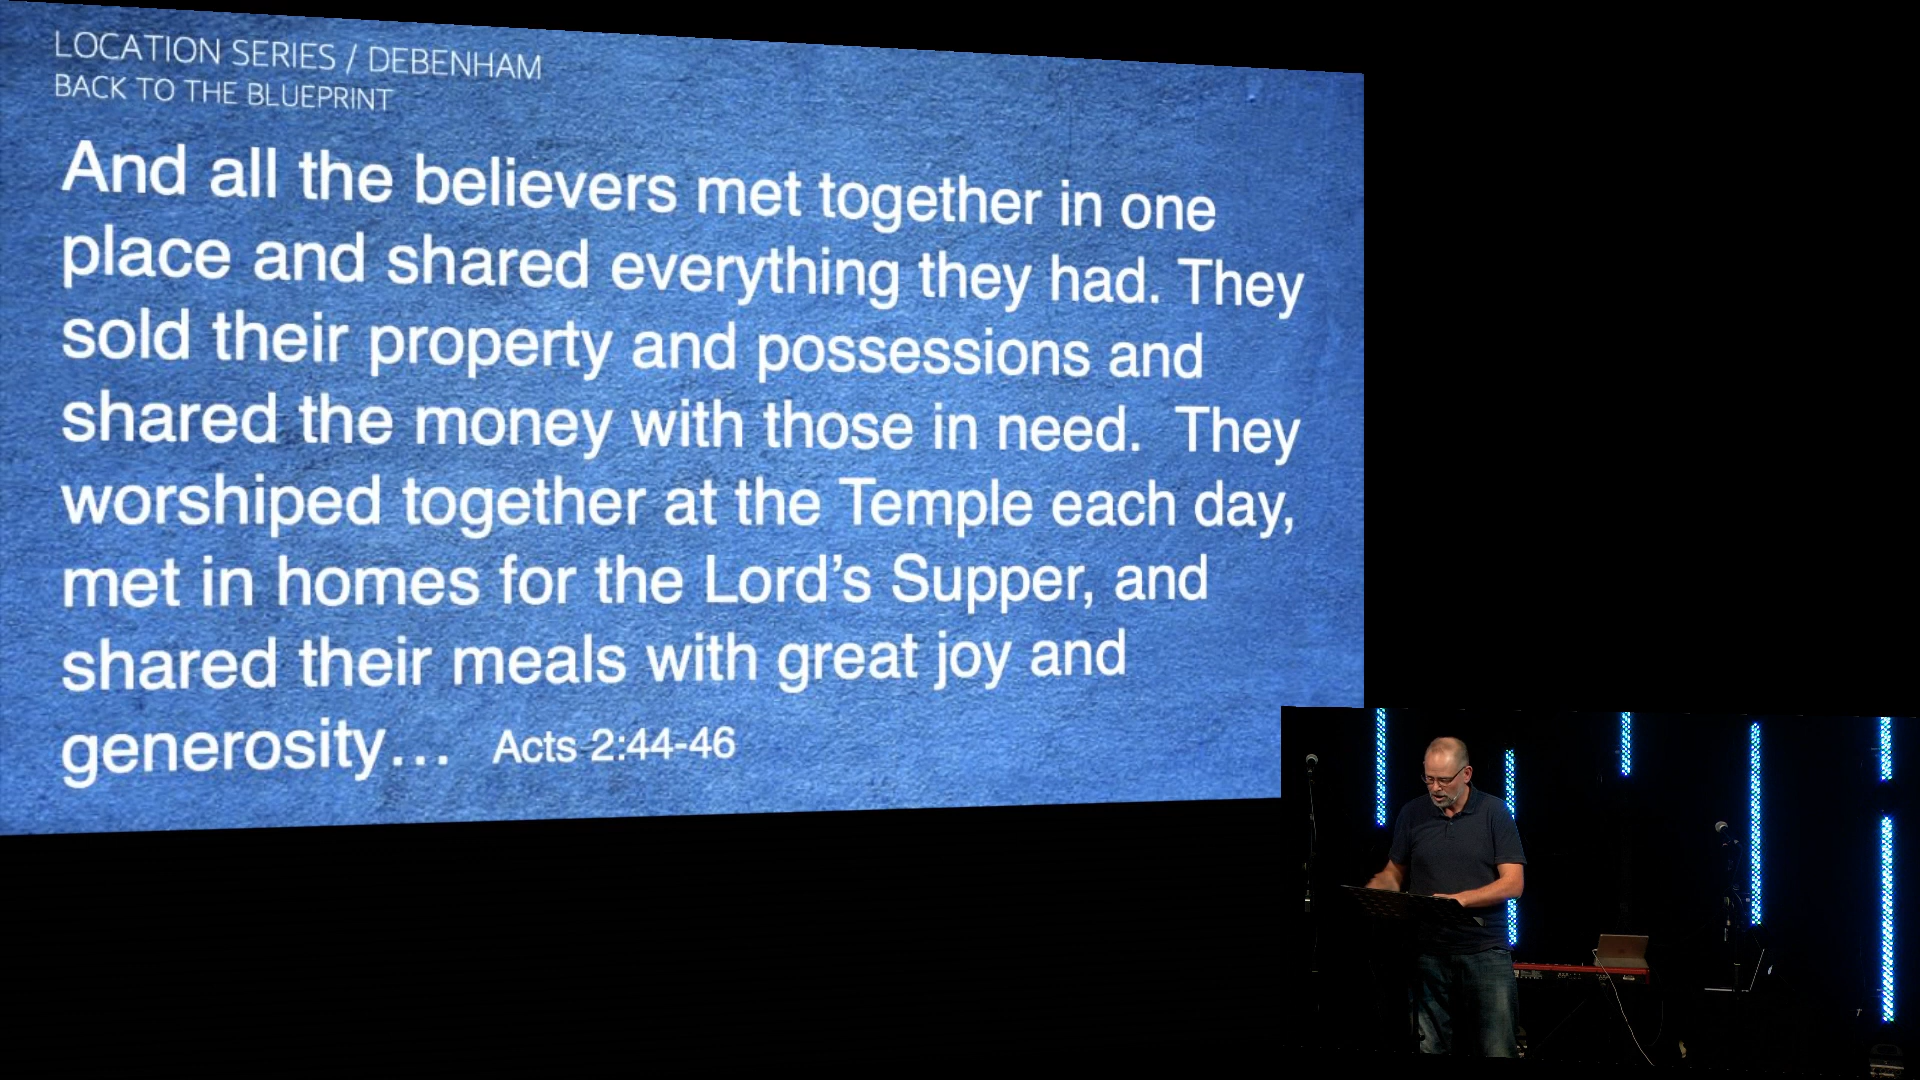 LOCATION SERIES / DEBENHAM
BACK TO THE BLUEPRINT
And all the believers met together in one
place and shared everything they had. They
sold their property and possessions and
shared the money with those in need.  They
worshiped together at the Temple each day,
met in homes for the Lord’s Supper, and
shared their meals with great joy and
generosity… Acts 2:44-46